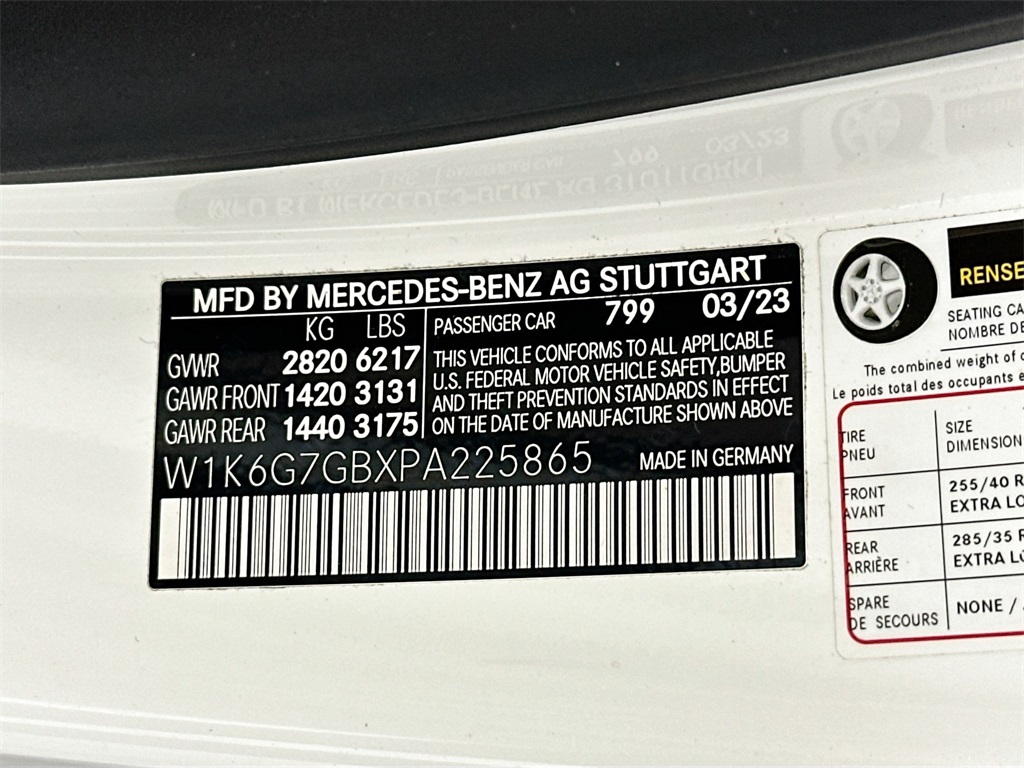 MFD BY MERCEDES-BENZ AG STUTTGART
KG LBS
GVWR 2820 6217
GAWR FRONT 1420 3131
GAWR REAR 1440 3175
PASSENGER CAR 799 03/23
THIS VEHICLE CONFORMS TO ALL APPLICABLE
U.S. FEDERAL MOTOR VEHICLE SAFETY,BUMPER
AND THEFT PREVENTION STANDARDS IN EFFECT
ON THE DATE OF MANUFACTURE SHOWN ABOVE
W1K6G7GBXPA225865 MADE IN GERMANY
RENSE
SEATING CA
NOMBRE DE
The combined weight of
Le poids total des occupants
TIRE SIZE
PNEU DIMENSION
FRONT 255/40 R
AVANT EXTRA LO
REAR 285/35 R
ARRIÈRE EXTRA LO
SPARE NONE /
DE SECOURS